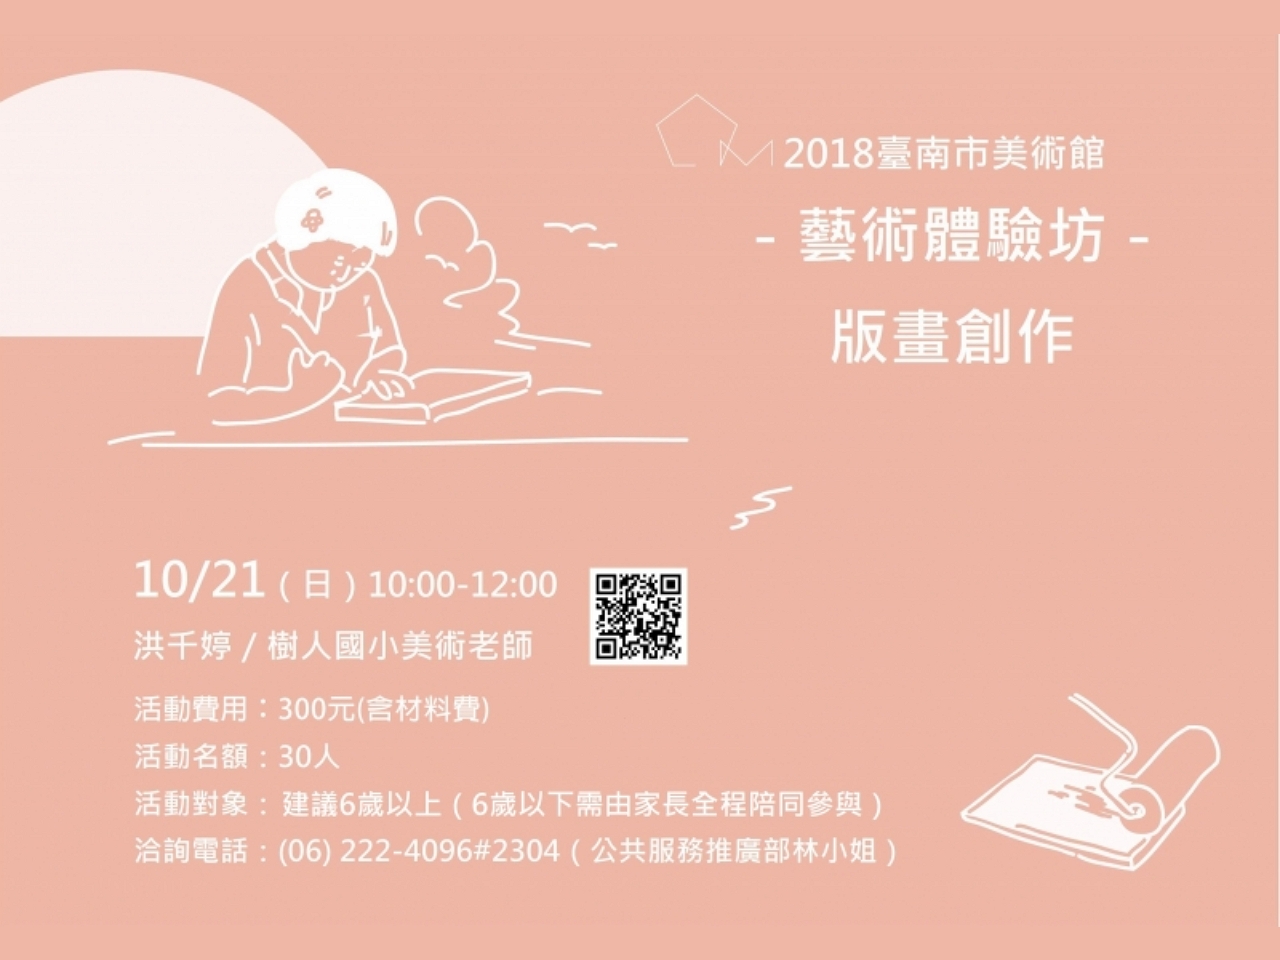 2018臺南市美術館
- 藝術體驗坊 -
版畫創作
10/21 ( 日 ) 10:00-12:00
洪千婷 / 樹人國小美術老師
活動費用：300元(含材料費)
活動名額：30人
活動對象：建議6歲以上 ( 6歲以下需由家長全程陪同參與 )
洽詢電話：(06) 222-4096#2304 ( 公共服務推廣部林小姐 )